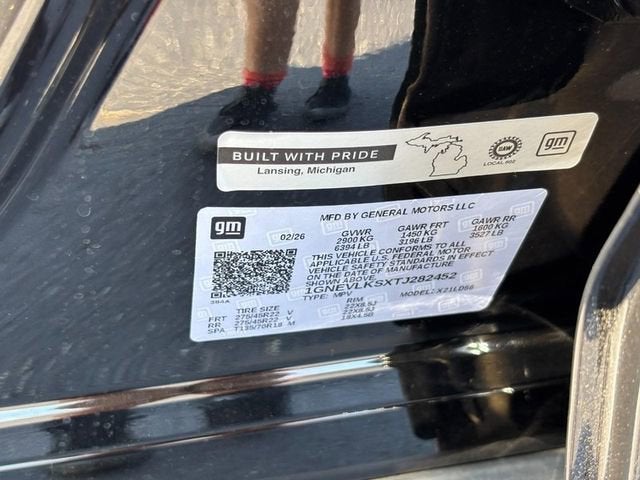 BUILT WITH PRIDE
Lansing, Michigan
UAW
LOCAL 602
gm
gm
MFD BY GENERAL MOTORS LLC
02/26
GVWR GAWR FRT GAWR RR
2900 KG 1450 KG 1600 KG
6394 LB 3196 LB 3527 LB
THIS VEHICLE CONFORMS TO ALL
APPLICABLE U.S. FEDERAL MOTOR
VEHICLE SAFETY STANDARDS IN EFFECT
ON THE DATE OF MANUFACTURE
SHOWN ABOVE.
1GNEVLKSXTJ282452
TYPE: MPV MODEL: X21LD56
TIRE SIZE RIM
FRT 275/45R22 V 22X8.5J
RR 275/45R22 V 22X8.5J
SPA T135/70R18 M 18X4.5B